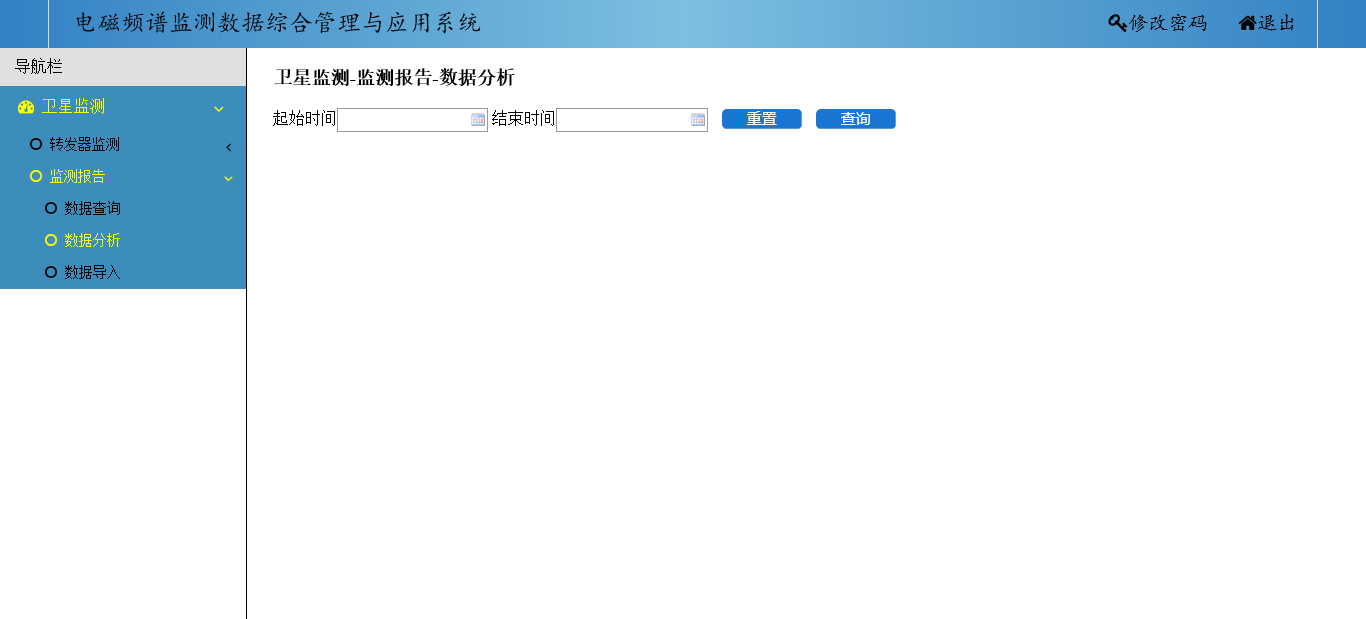 电磁频谱监测数据综合管理与应用系统
修改密码
退出
导航栏
卫星监测
转发器监测
监测报告
数据查询
数据分析
数据导入
卫星监测-监测报告-数据分析
起始时间 结束时间 重置 查询